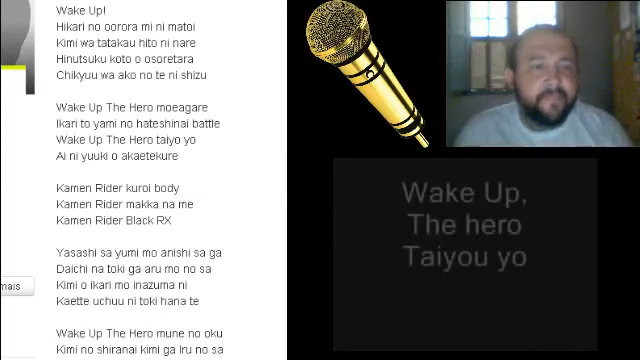 Wake Up!
Hikari no oorora mi ni matoi
Kimi wa tatakau hito ni nare
Hinutsuku koto o osoretara
Chikyuu wa ako no te ni shizu
Wake Up The Hero moeagare
Ikari to yami no hateshinai battle
Wake Up The Hero taiyo yo
Ai ni yuuki o akaetekure
Kamen Rider kuroi body
Kamen Rider makka na me
Kamen Rider Black RX
Yasashi sa yumi mo anishi sa ga
Daichi na toki ga aru mo no sa
Kimi o ikari mo inazuma ni
Kaette uchuu ni toki hana te
Wake Up The Hero mune no oku
Kimi no shiranai kimi ga Iru no sa
mais
Wake Up,
The hero
Taiyou yo